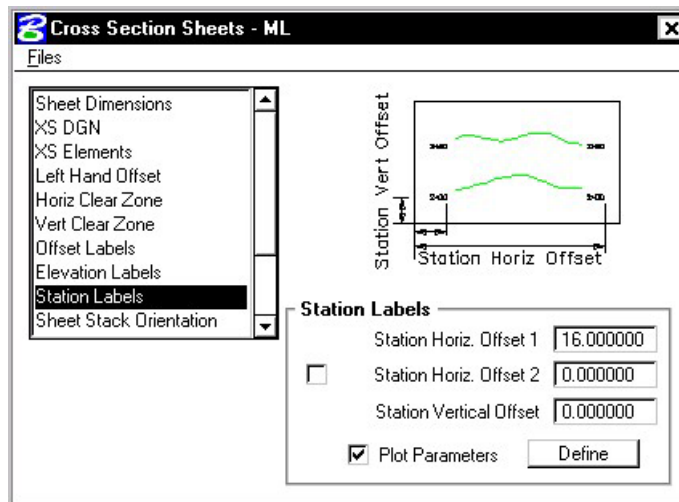 Cross Section Sheets - ML
Files
Sheet Dimensions
XS DGN
XS Elements
Left Hand Offset
Horiz Clear Zone
Vert Clear Zone
Offset Labels
Elevation Labels
Station Labels
Sheet Stack Orientation
Station Vert Offset
Station Horiz Offset
Station Labels
Station Horiz. Offset 1 16.000000
Station Horiz. Offset 2 0.000000
Station Vertical Offset 0.000000
Plot Parameters Define